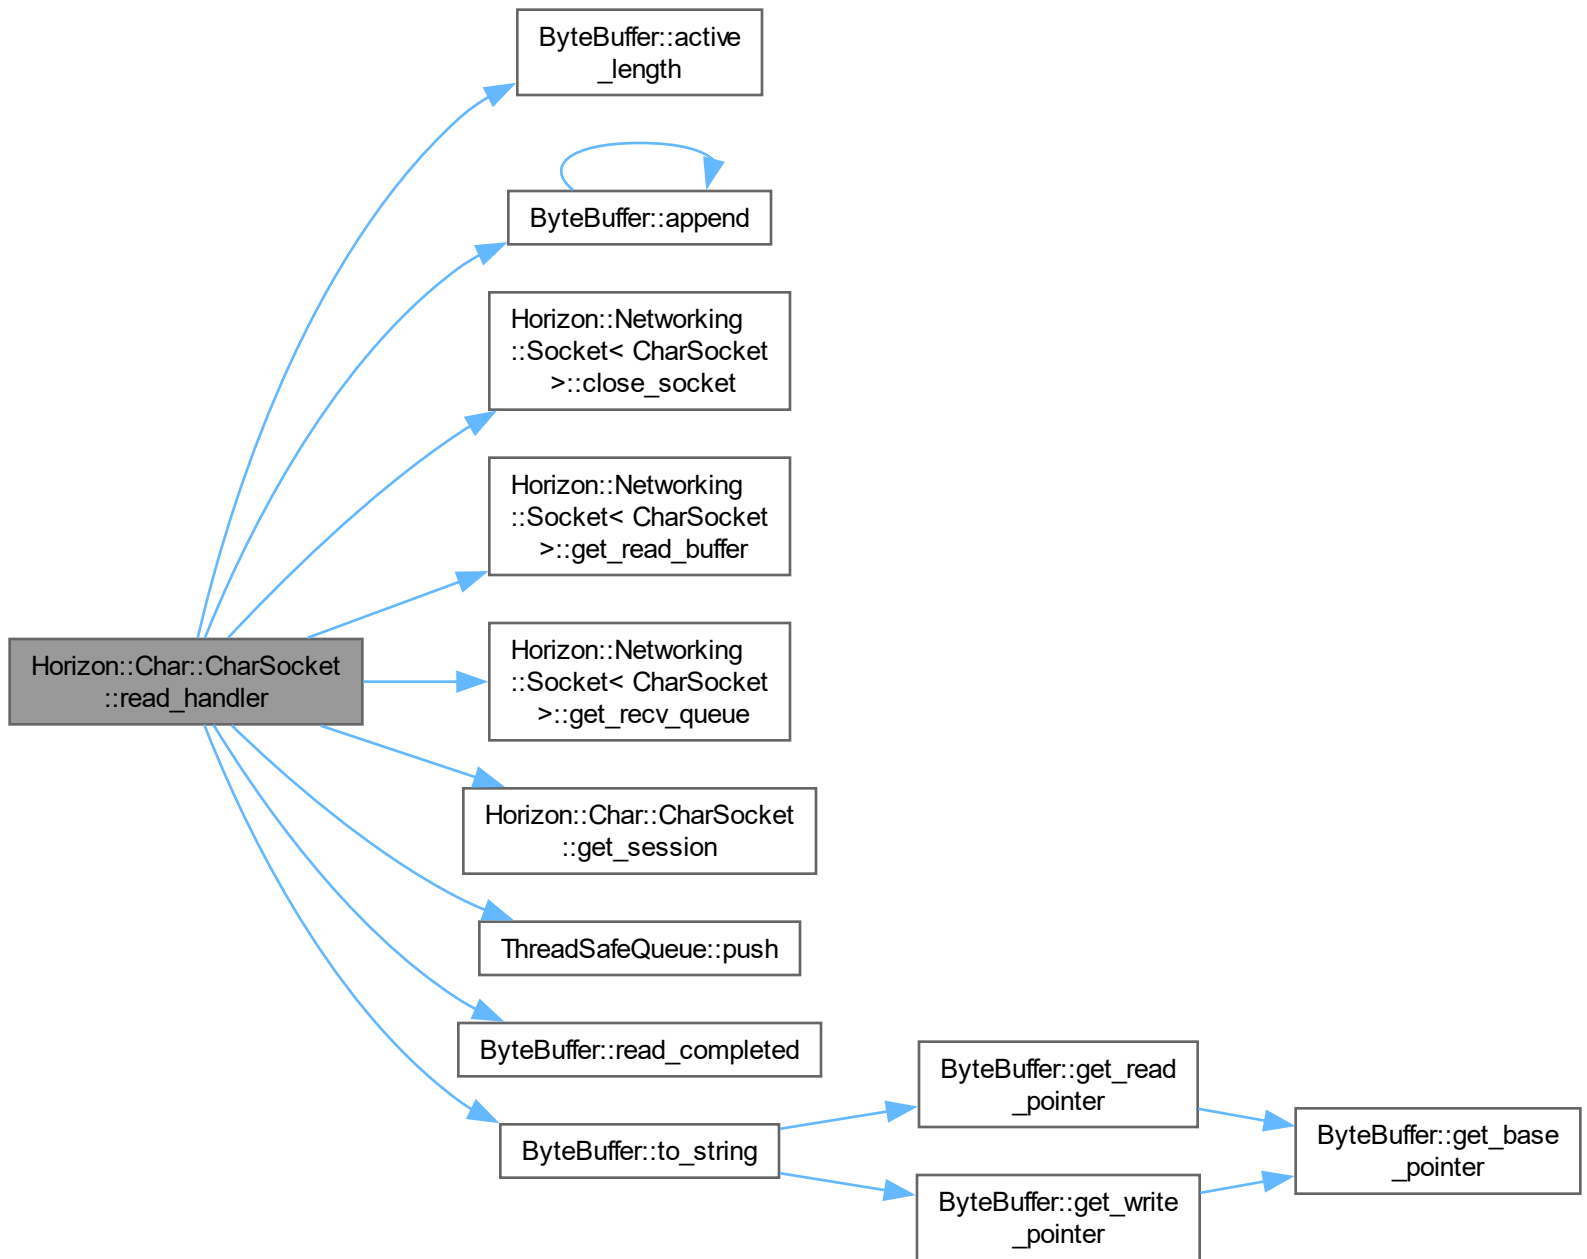 ByteBuffer::active
_length
ByteBuffer::append
Horizon::Networking
::Socket< CharSocket
>::close_socket
Horizon::Networking
::Socket< CharSocket
>::get_read_buffer
Horizon::Char::CharSocket
::read_handler
Horizon::Networking
::Socket< CharSocket
>::get_recv_queue
Horizon::Char::CharSocket
::get_session
ThreadSafeQueue::push
ByteBuffer::read_completed
ByteBuffer::to_string
ByteBuffer::get_read
_pointer
ByteBuffer::get_write
_pointer
ByteBuffer::get_base
_pointer